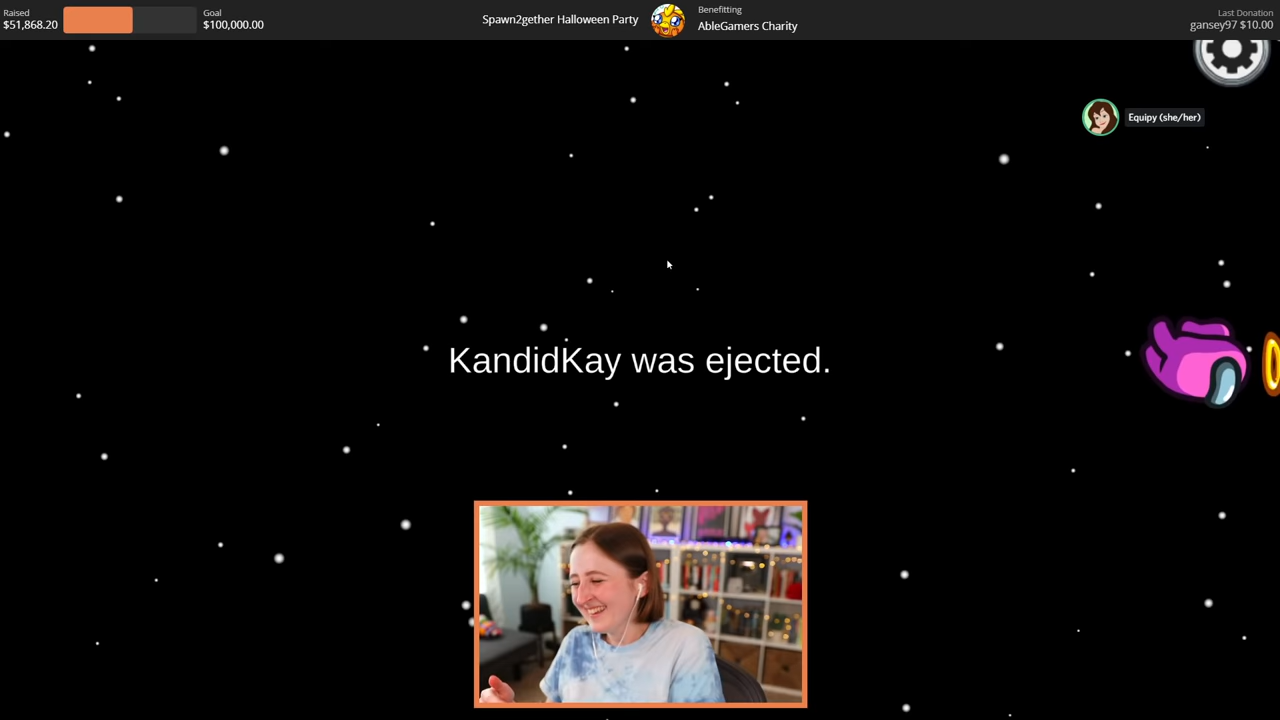 Raised
$51,868.20
Goal
$100,000.00
Spawn2gether Halloween Party
Benefitting
AbleGamers Charity
Last Donation
gansey97 $10.00
Equipy (she/her)
KandidKay was ejected.